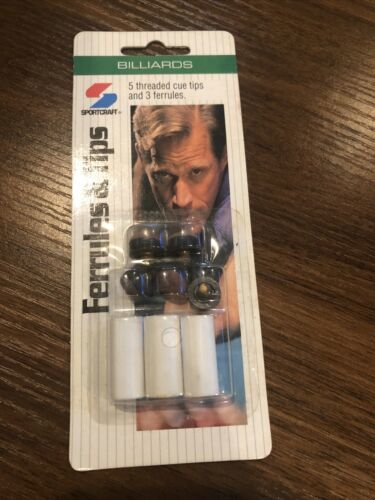 BILLIARDS
5 threaded cue tips
and 3 ferrules.
SPORTCRAFT®
Ferrules & Tips